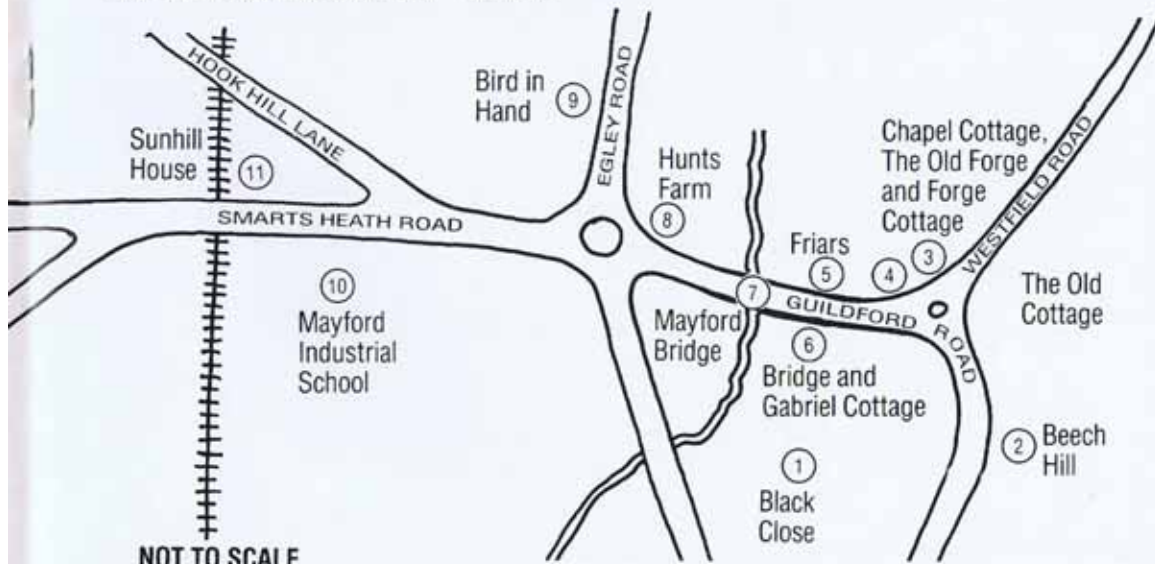 HOOK HILL LANE
Sunhill
House
11
SMARTS HEATH ROAD
10
Mayford
Industrial
School
Bird in
Hand
9
EGLEY ROAD
Hunts
Farm
8
Mayford
Bridge
7
Friars
5
GUILDFORD ROAD
6
Bridge and
Gabriel Cottage
4
3
Chapel Cottage,
The Old Forge
and Forge
Cottage
WESTFIELD ROAD
The Old
Cottage
2
Beech
Hill
1
Black
Close
NOT TO SCALE